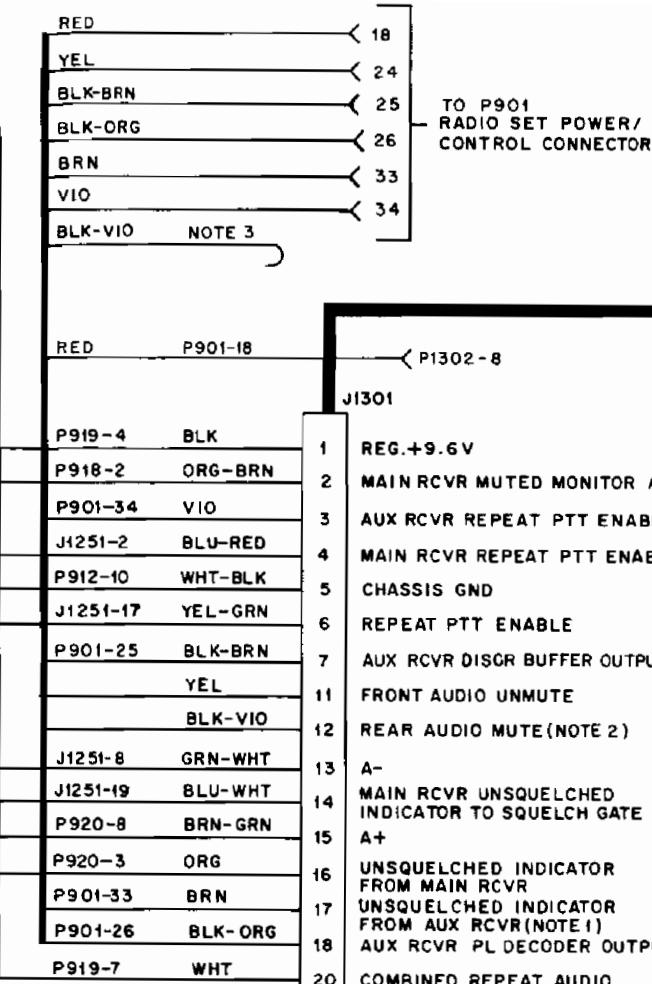 RED 18
YEL 24
BLK-BRN 25
TO P901
BLK-ORG 26
RADIO SET POWER/
CONTROL CONNECTOR
BRN 33
VIO 34
BLK-VIO NOTE 3
RED P901-18 P1302-8
J1301
P919-4 BLK 1 REG.+9.6V
P918-2 ORG-BRN 2 MAIN RCVR MUTED MONITOR
P901-34 VIO 3 AUX RCVR REPEAT PTT ENAB
J1251-2 BLU-RED 4 MAIN RCVR REPEAT PTT ENAB
P912-10 WHT-BLK 5 CHASSIS GND
J1251-17 YEL-GRN 6 REPEAT PTT ENABLE
P901-25 BLK-BRN 7 AUX RCVR DISCR BUFFER OUTPU
YEL 11 FRONT AUDIO UNMUTE
BLK-VIO 12 REAR AUDIO MUTE(NOTE 2)
J1251-8 GRN-WHT 13 A-
J1251-19 BLU-WHT 14 MAIN RCVR UNSQUELCHED
INDICATOR TO SQUELCH GATE
P920-8 BRN-GRN 15 A+
P920-3 ORG 16 UNSQUELCHED INDICATOR
FROM MAIN RCVR
P901-33 BRN 17 UNSQUELCHED INDICATOR
FROM AUX RCVR(NOTE 1)
P901-26 BLK-ORG 18 AUX RCVR PL DECODER OUTP
P919-7 WHT 20 COMBINED REPEAT AUDIO